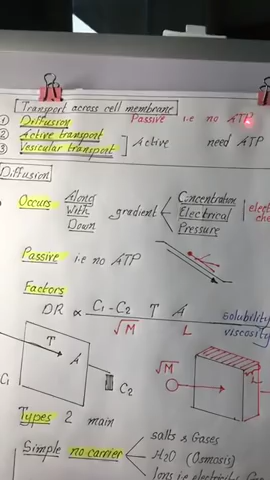 Transport across cell membrane
① Diffusion Passive i.e no ATP
② Active transport
③ Vesicular transport ] Active need ATP
Diffusion
Occurs Along With Down gradient Concentration Electrical Pressure
Passive i.e no ATP
Factors
DR ∝ C1 - C2 T A solubility
√M L viscosity
T A C1 C2 √M L
Types 2 main
Simple no carrier salts & Gases
H2O (Osmosis)
Ions i.e